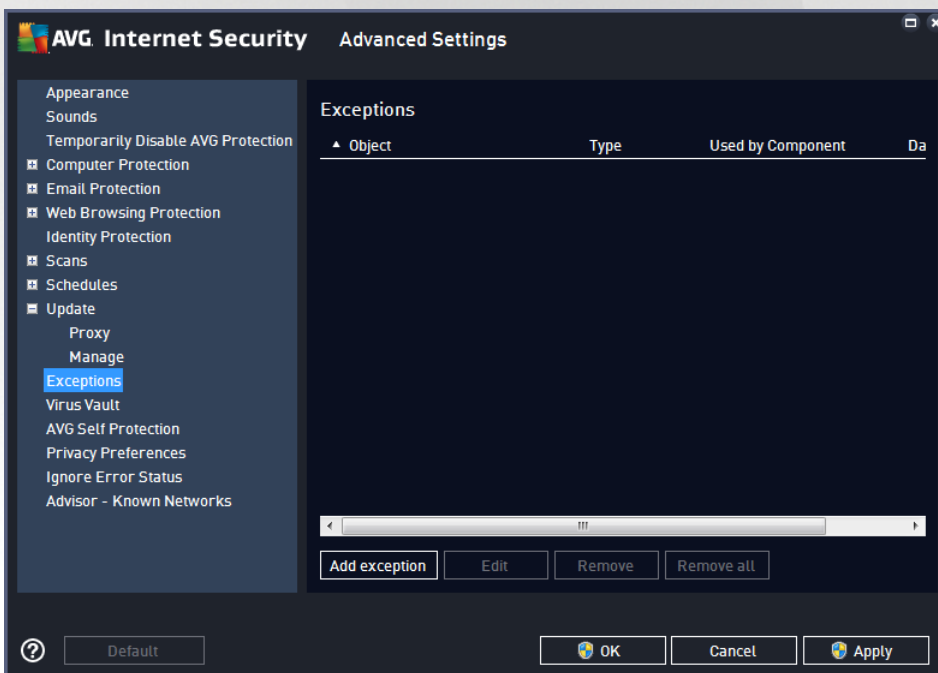 AVG. Internet Security Advanced Settings
Appearance
Sounds
Temporarily Disable AVG Protection
Computer Protection
Email Protection
Web Browsing Protection
Identity Protection
Scans
Schedules
Update
Proxy
Manage
Exceptions
Virus Vault
AVG Self Protection
Privacy Preferences
Ignore Error Status
Advisor - Known Networks
Exceptions
Object Type Used by Component Da
Add exception Edit Remove Remove all
? Default OK Cancel Apply